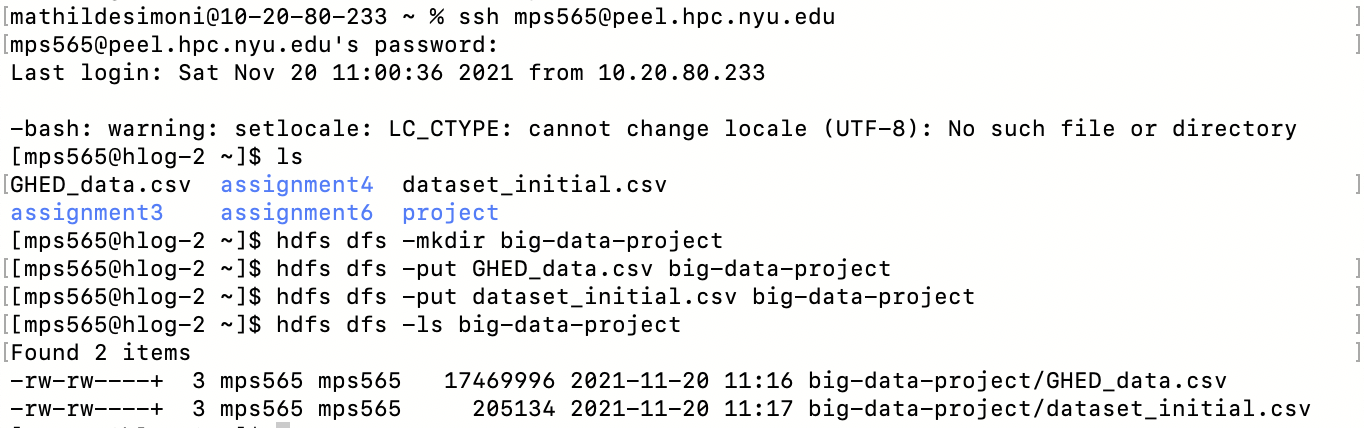 [mathildesimoni@10-20-80-233 ~ % ssh mps565@peel.hpc.nyu.edu ]
[mps565@peel.hpc.nyu.edu's password: ]
Last login: Sat Nov 20 11:00:36 2021 from 10.20.80.233
-bash: warning: setlocale: LC_CTYPE: cannot change locale (UTF-8): No such file or directory
[mps565@hlog-2 ~]$ ls
[GHED_data.csv  assignment4  dataset_initial.csv ]
assignment3    assignment6  project
[mps565@hlog-2 ~]$ hdfs dfs -mkdir big-data-project
[[mps565@hlog-2 ~]$ hdfs dfs -put GHED_data.csv big-data-project ]
[[mps565@hlog-2 ~]$ hdfs dfs -put dataset_initial.csv big-data-project ]
[[mps565@hlog-2 ~]$ hdfs dfs -ls big-data-project ]
[Found 2 items ]
-rw-rw----+  3 mps565 mps565   17469996 2021-11-20 11:16 big-data-project/GHED_data.csv
-rw-rw----+  3 mps565 mps565     205134 2021-11-20 11:17 big-data-project/dataset_initial.csv